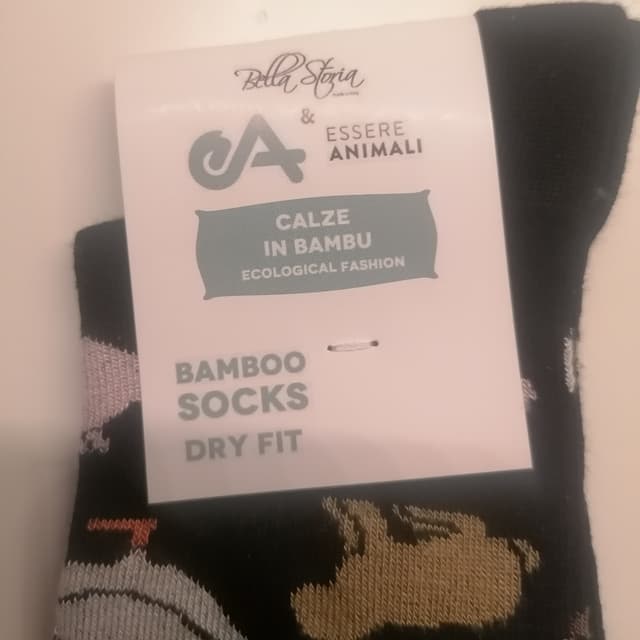 Bella Storia
&
ESSERE
ANIMALI
CALZE
IN BAMBU
ECOLOGICAL FASHION
BAMBOO
SOCKS
DRY FIT